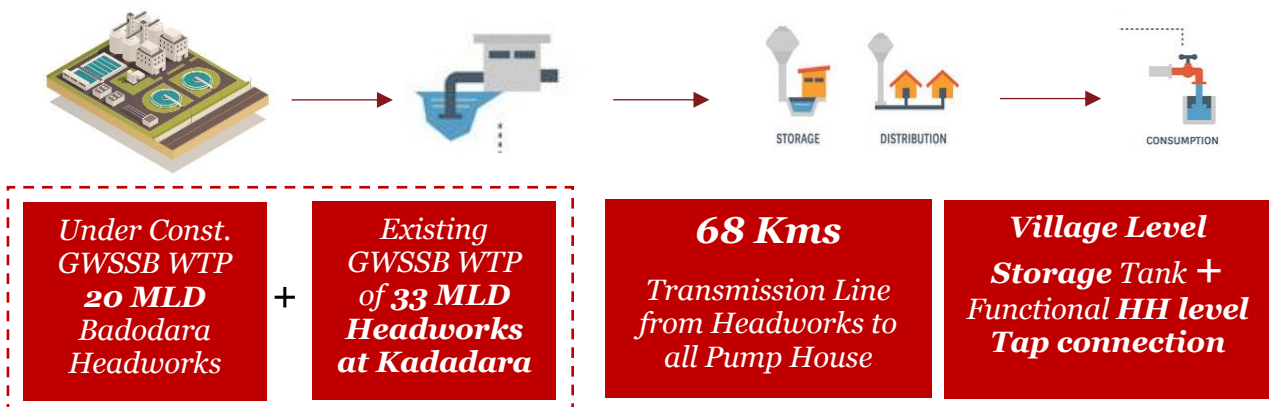 STORAGE
DISTRIBUTION
CONSUMPTION
Under Const.
GWSSB WTP
20 MLD
Badodara
Headworks
+
Existing
GWSSB WTP
of 33 MLD
Headworks
at Kadadara
68 Kms
Transmission Line
from Headworks to
all Pump House
Village Level
Storage Tank +
Functional HH level
Tap connection